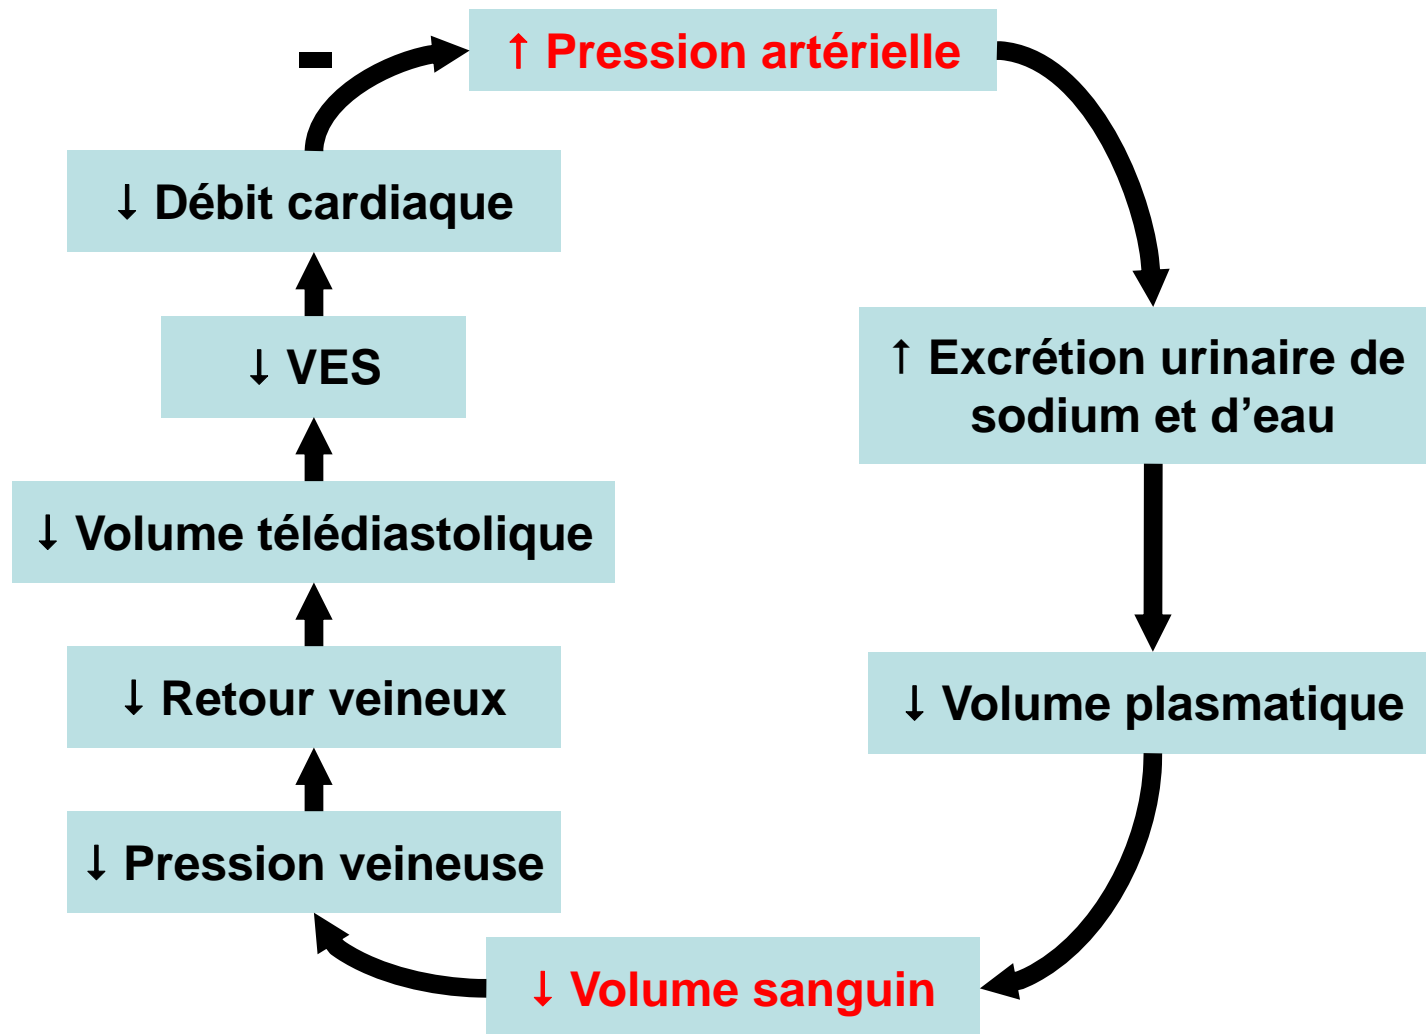 ↑ Pression artérielle
-
↓ Débit cardiaque
↓ VES
↓ Volume télédiastolique
↓ Retour veineux
↓ Pression veineuse
↓ Volume sanguin
↑ Excrétion urinaire de
sodium et d’eau
↓ Volume plasmatique